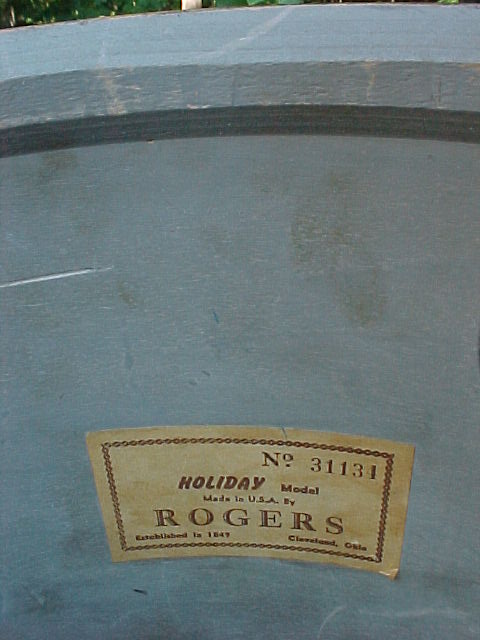 Nº 31131
HOLIDAY Model
Made in U.S.A. By
ROGERS
Established in 1849 Cleveland, Ohio